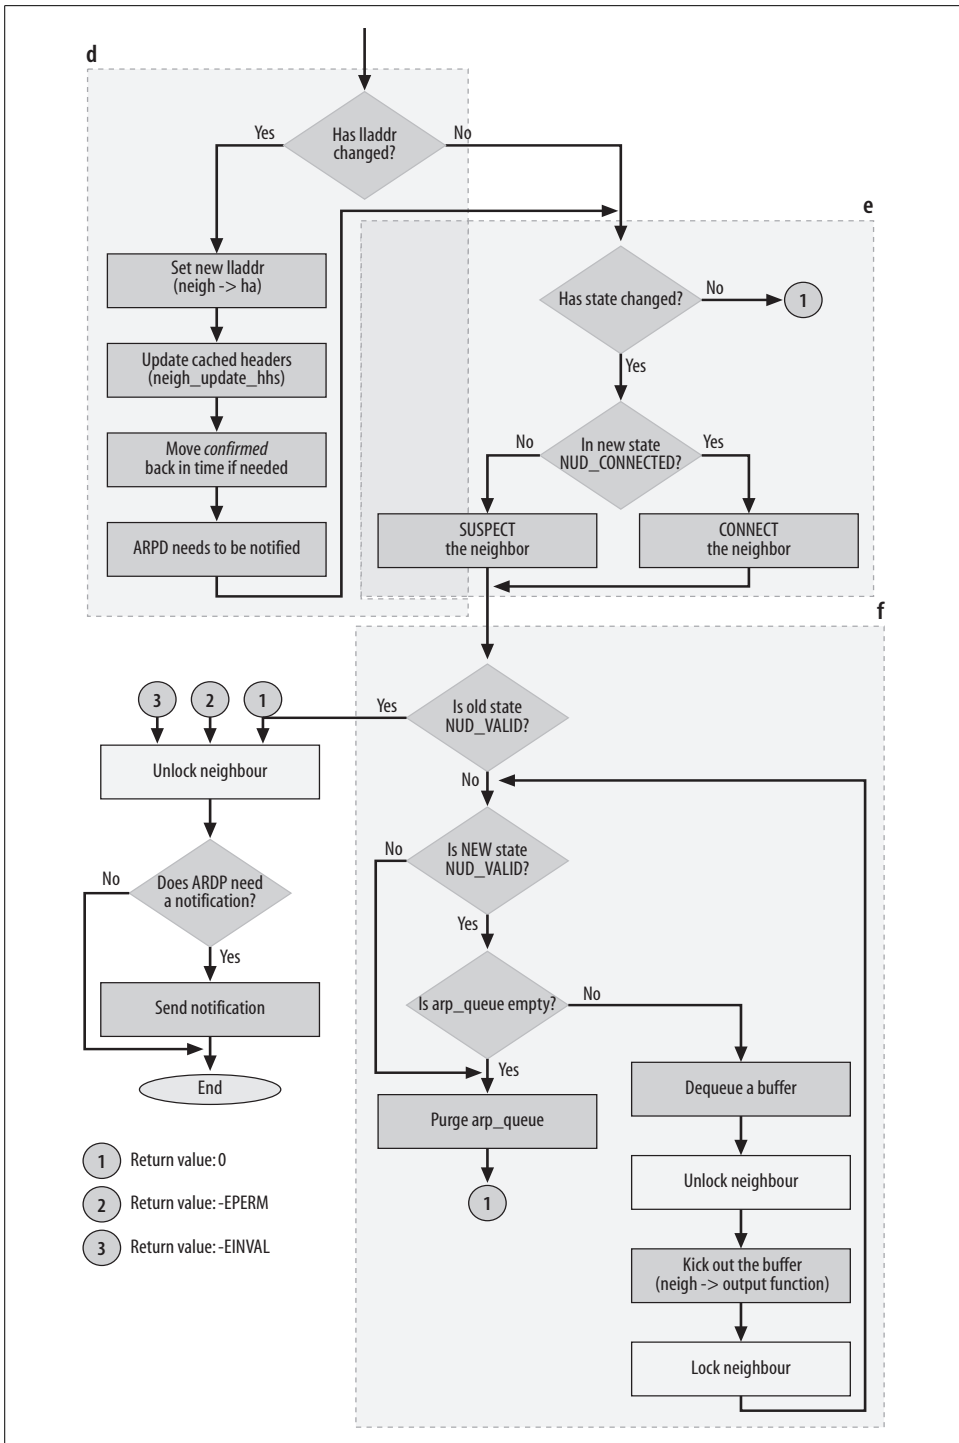 d
Has lladdr
changed?
Yes
No
Set new lladdr
(neigh -> ha)
Update cached headers
(neigh_update_hhs)
Move confirmed
back in time if needed
ARPD needs to be notified
e
Has state changed?
No
1
Yes
In new state
NUD_CONNECTED?
No
Yes
SUSPECT
the neighbor
CONNECT
the neighbor
f
Is old state
NUD_VALID?
Yes
No
3
2
1
Unlock neighbour
Does ARDP need
a notification?
No
Yes
Send notification
End
Is NEW state
NUD_VALID?
No
Yes
Is arp_queue empty?
No
Yes
Purge arp_queue
1
Dequeue a buffer
Unlock neighbour
Kick out the buffer
(neigh -> output function)
Lock neighbour
1 Return value: 0
2 Return value: -EPERM
3 Return value: -EINVAL